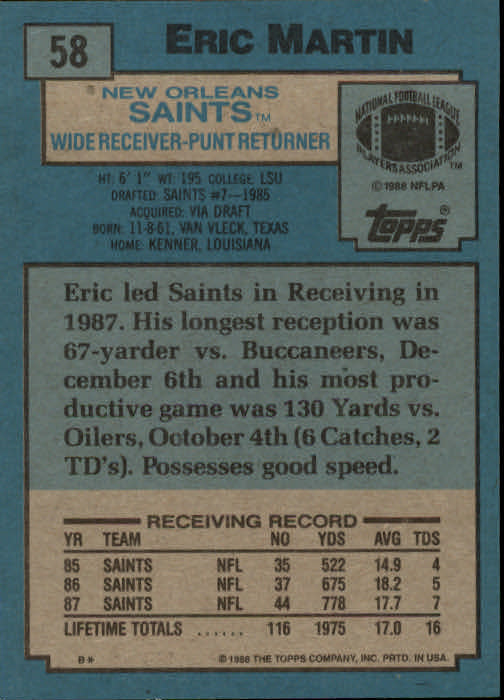 58
ERIC MARTIN
NEW ORLEANS
SAINTS™
WIDE RECEIVER-PUNT RETURNER
NATIONAL FOOTBALL LEAGUE
PLAYERS ASSOCIATION™
© 1988 NFLPA
Topps®
HT: 6' 1" WT: 195 COLLEGE: LSU
DRAFTED: SAINTS #7—1985
ACQUIRED: VIA DRAFT
BORN: 11-8-61, VAN VLECK, TEXAS
HOME: KENNER, LOUISIANA
Eric led Saints in Receiving in
1987. His longest reception was
67-yarder vs. Buccaneers, De-
cember 6th and his most pro-
ductive game was 130 Yards vs.
Oilers, October 4th (6 Catches, 2
TD's). Possesses good speed.
RECEIVING RECORD
YR TEAM NO YDS AVG TDS
85 SAINTS NFL 35 522 14.9 4
86 SAINTS NFL 37 675 18.2 5
87 SAINTS NFL 44 778 17.7 7
LIFETIME TOTALS ...... 116 1975 17.0 16
B* © 1988 THE TOPPS COMPANY, INC. PRTD. IN USA.